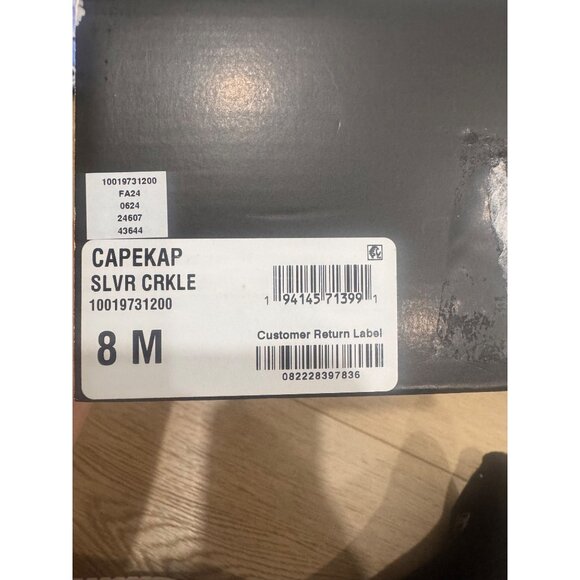 10019731200
FA24
0624
24607
43644
CAPEKAP
SLVR CRKLE
10019731200
8 M
1 94145 71399 1
Customer Return Label
082228397836